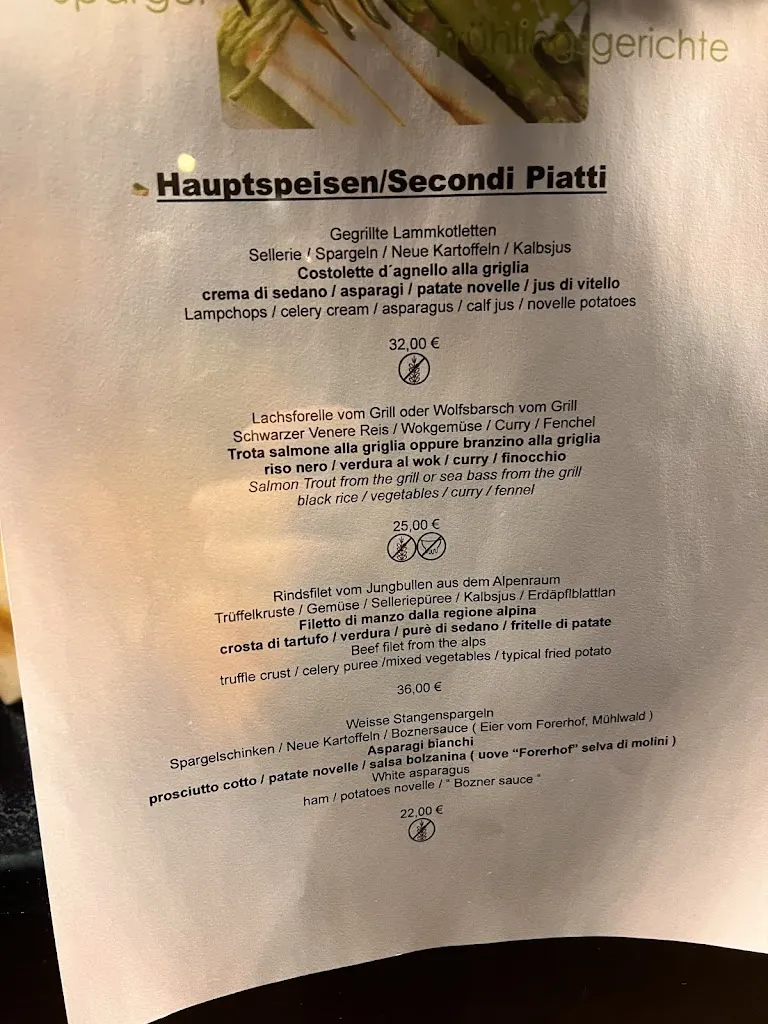 spargel
Frühlingsgerichte
Hauptspeisen/Secondi Piatti
Gegrillte Lammkotletten
Sellerie / Spargeln / Neue Kartoffeln / Kalbsjus
Costolette d´agnello alla griglia
crema di sedano / asparagi / patate novelle / jus di vitello
Lampchops / celery cream / asparagus / calf jus / novelle potatoes
32,00 €
Lachsforelle vom Grill oder Wolfsbarsch vom Grill
Schwarzer Venere Reis / Wokgemüse / Curry / Fenchel
Trota salmone alla griglia oppure branzino alla griglia
riso nero / verdura al wok / curry / finocchio
Salmon Trout from the grill or sea bass from the grill
black rice / vegetables / curry / fennel
25,00 €
Rindsfilet vom Jungbullen aus dem Alpenraum
Trüffelkruste / Gemüse / Selleriepüree / Kalbsjus / Erdäpflblattlan
Filetto di manzo dalla regione alpina
crosta di tartufo / verdura / purè di sedano / fritelle di patate
Beef filet from the alps
truffle crust / celery puree /mixed vegetables / typical fried potato
36,00 €
Weisse Stangenspargeln
Spargelschinken / Neue Kartoffeln / Boznersauce ( Eier vom Forerhof, Mühlwald )
Asparagi bianchi
prosciutto cotto / patate novelle / salsa bolzanina ( uove "Forerhof" selva di molini )
White asparagus
ham / potatoes novelle / " Bozner sauce "
22,00 €